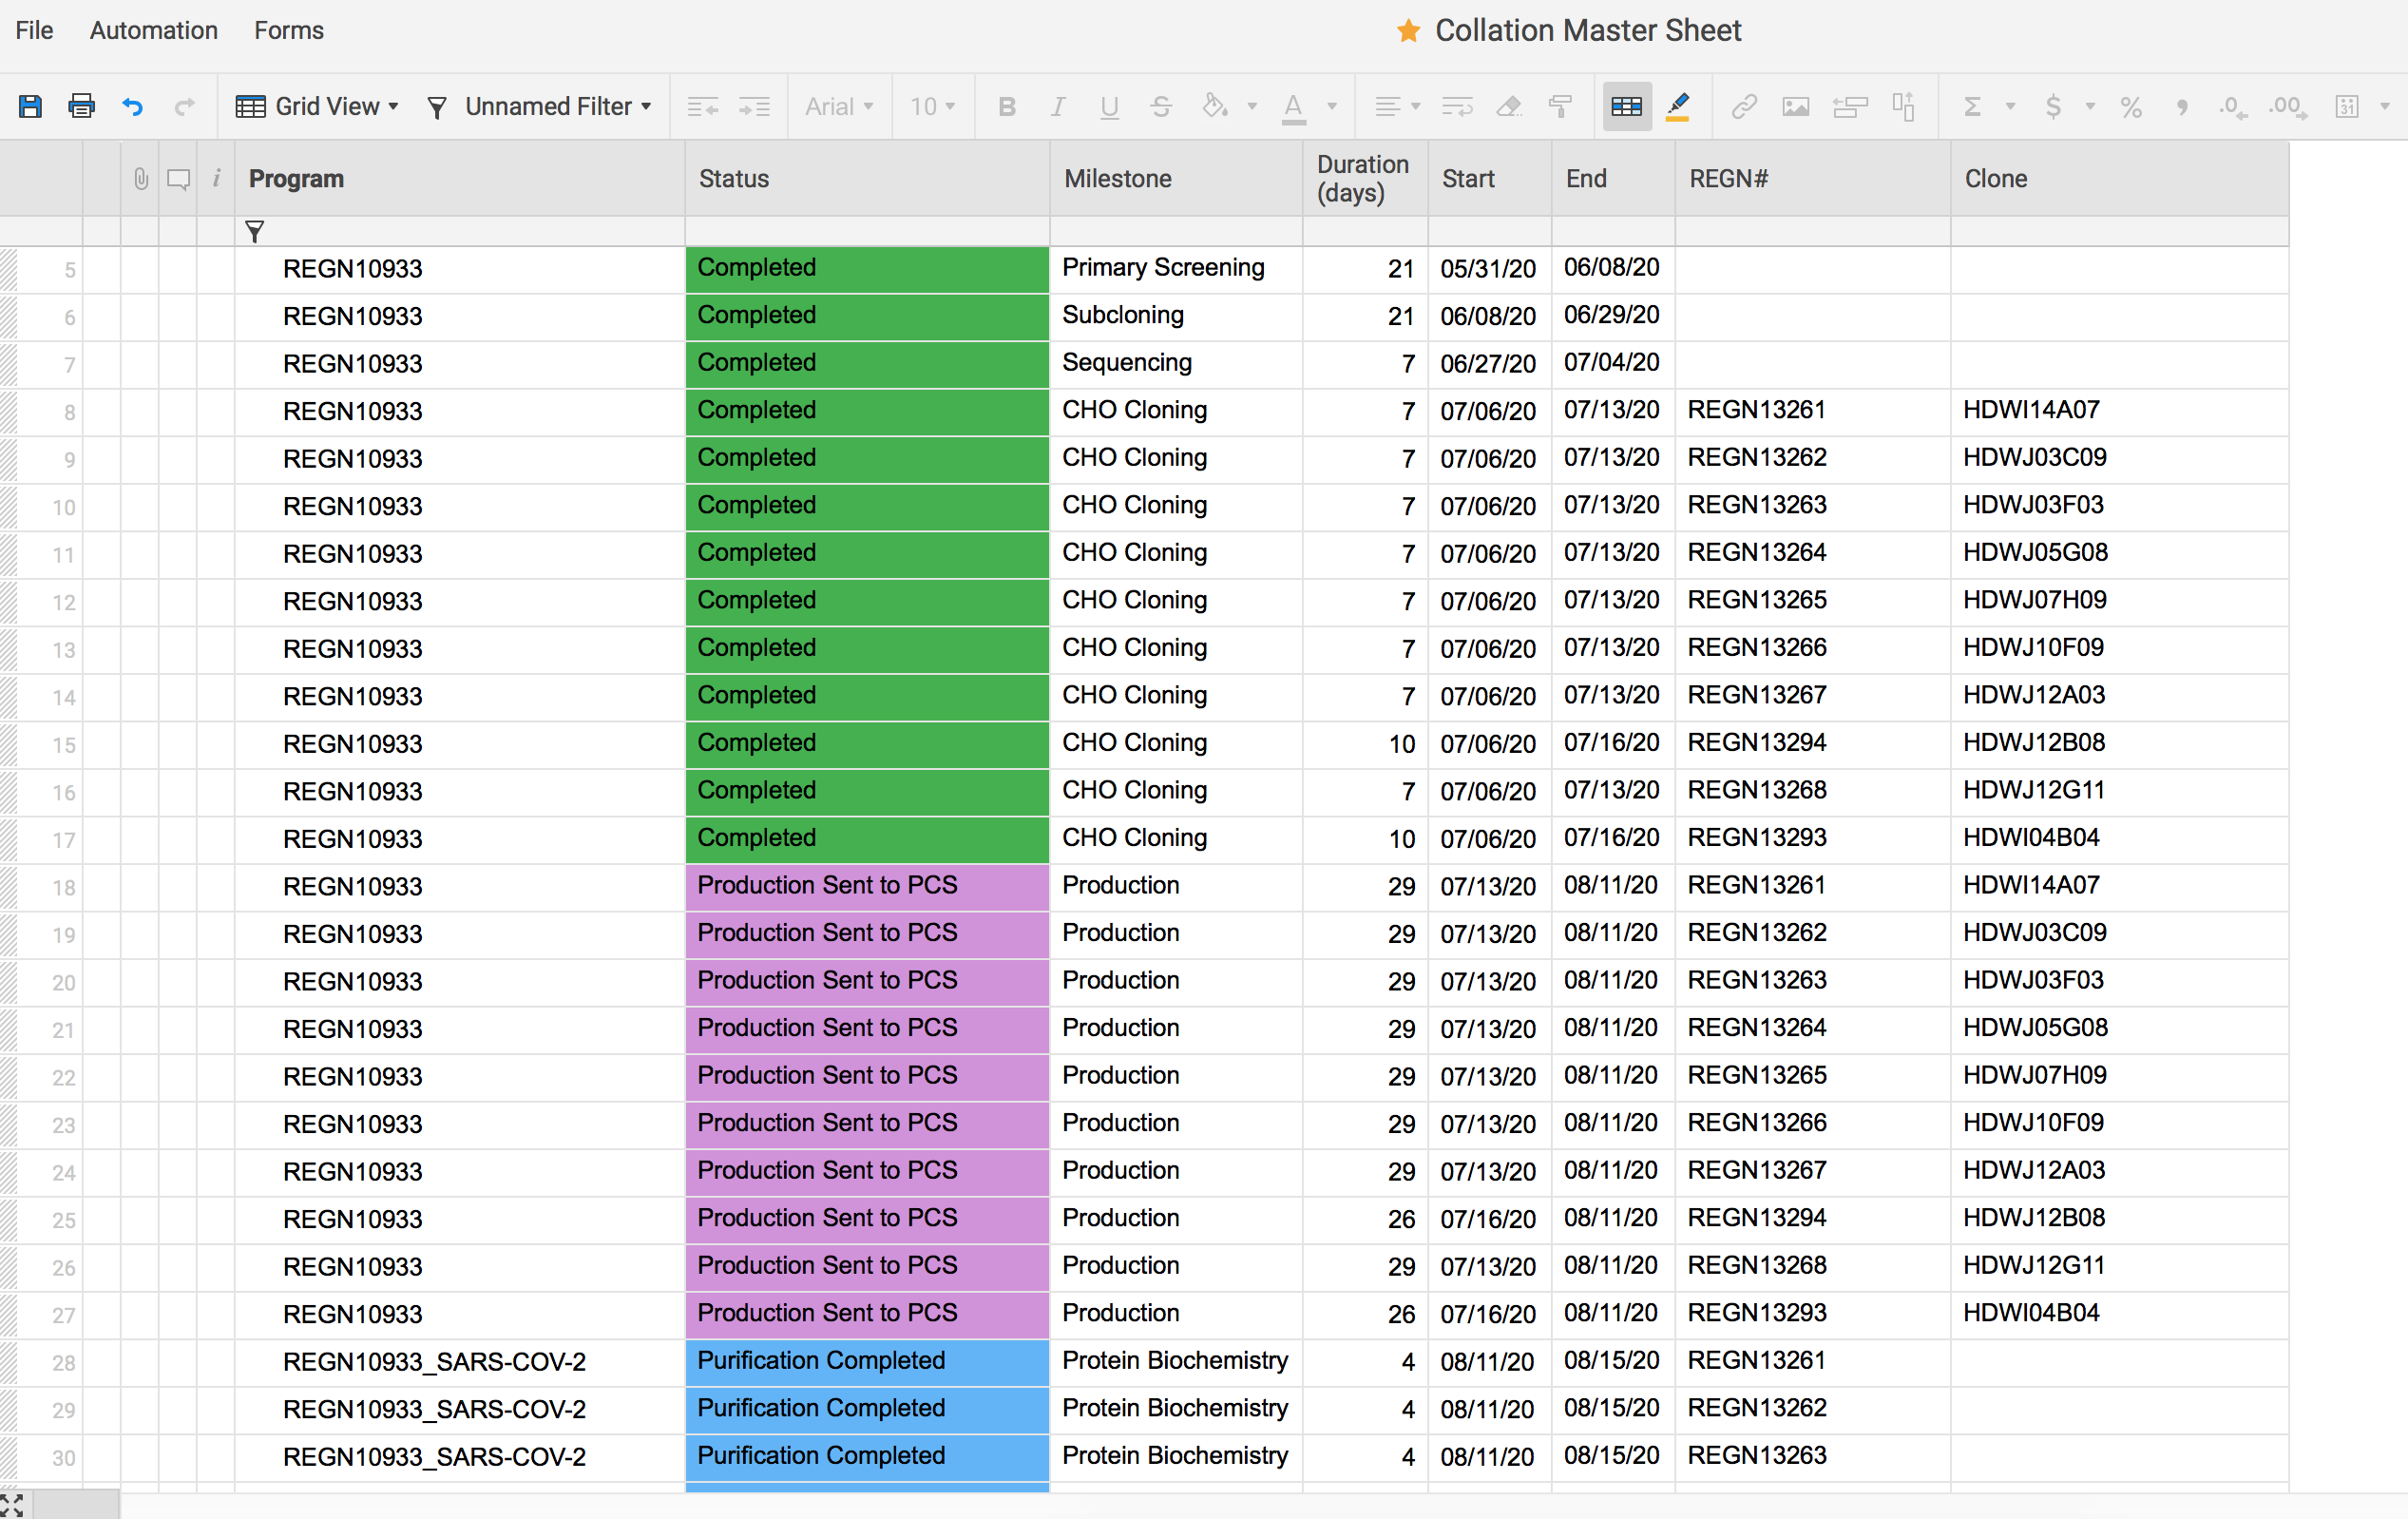 File Automation Forms ★ Collation Master Sheet
Grid View Unnamed Filter Arial 10 B I U S A Σ $ % , .0 .00 31
i Program Status Milestone Duration (days) Start End REGN# Clone
5 REGN10933 Completed Primary Screening 21 05/31/20 06/08/20
6 REGN10933 Completed Subcloning 21 06/08/20 06/29/20
7 REGN10933 Completed Sequencing 7 06/27/20 07/04/20
8 REGN10933 Completed CHO Cloning 7 07/06/20 07/13/20 REGN13261 HDWI14A07
9 REGN10933 Completed CHO Cloning 7 07/06/20 07/13/20 REGN13262 HDWJ03C09
10 REGN10933 Completed CHO Cloning 7 07/06/20 07/13/20 REGN13263 HDWJ03F03
11 REGN10933 Completed CHO Cloning 7 07/06/20 07/13/20 REGN13264 HDWJ05G08
12 REGN10933 Completed CHO Cloning 7 07/06/20 07/13/20 REGN13265 HDWJ07H09
13 REGN10933 Completed CHO Cloning 7 07/06/20 07/13/20 REGN13266 HDWJ10F09
14 REGN10933 Completed CHO Cloning 7 07/06/20 07/13/20 REGN13267 HDWJ12A03
15 REGN10933 Completed CHO Cloning 10 07/06/20 07/16/20 REGN13294 HDWJ12B08
16 REGN10933 Completed CHO Cloning 7 07/06/20 07/13/20 REGN13268 HDWJ12G11
17 REGN10933 Completed CHO Cloning 10 07/06/20 07/16/20 REGN13293 HDWI04B04
18 REGN10933 Production Sent to PCS Production 29 07/13/20 08/11/20 REGN13261 HDWI14A07
19 REGN10933 Production Sent to PCS Production 29 07/13/20 08/11/20 REGN13262 HDWJ03C09
20 REGN10933 Production Sent to PCS Production 29 07/13/20 08/11/20 REGN13263 HDWJ03F03
21 REGN10933 Production Sent to PCS Production 29 07/13/20 08/11/20 REGN13264 HDWJ05G08
22 REGN10933 Production Sent to PCS Production 29 07/13/20 08/11/20 REGN13265 HDWJ07H09
23 REGN10933 Production Sent to PCS Production 29 07/13/20 08/11/20 REGN13266 HDWJ10F09
24 REGN10933 Production Sent to PCS Production 29 07/13/20 08/11/20 REGN13267 HDWJ12A03
25 REGN10933 Production Sent to PCS Production 26 07/16/20 08/11/20 REGN13294 HDWJ12B08
26 REGN10933 Production Sent to PCS Production 29 07/13/20 08/11/20 REGN13268 HDWJ12G11
27 REGN10933 Production Sent to PCS Production 26 07/16/20 08/11/20 REGN13293 HDWI04B04
28 REGN10933_SARS-COV-2 Purification Completed Protein Biochemistry 4 08/11/20 08/15/20 REGN13261
29 REGN10933_SARS-COV-2 Purification Completed Protein Biochemistry 4 08/11/20 08/15/20 REGN13262
30 REGN10933_SARS-COV-2 Purification Completed Protein Biochemistry 4 08/11/20 08/15/20 REGN13263